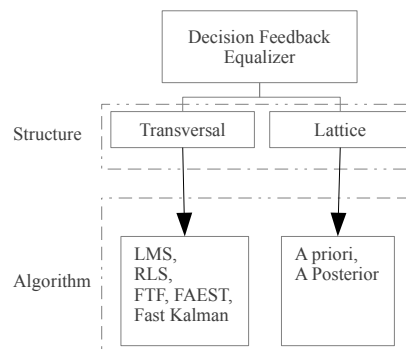 Decision Feedback
Equalizer
Structure
Transversal
Lattice
Algorithm
LMS,
RLS,
FTF, FAEST,
Fast Kalman
A priori,
A Posterior